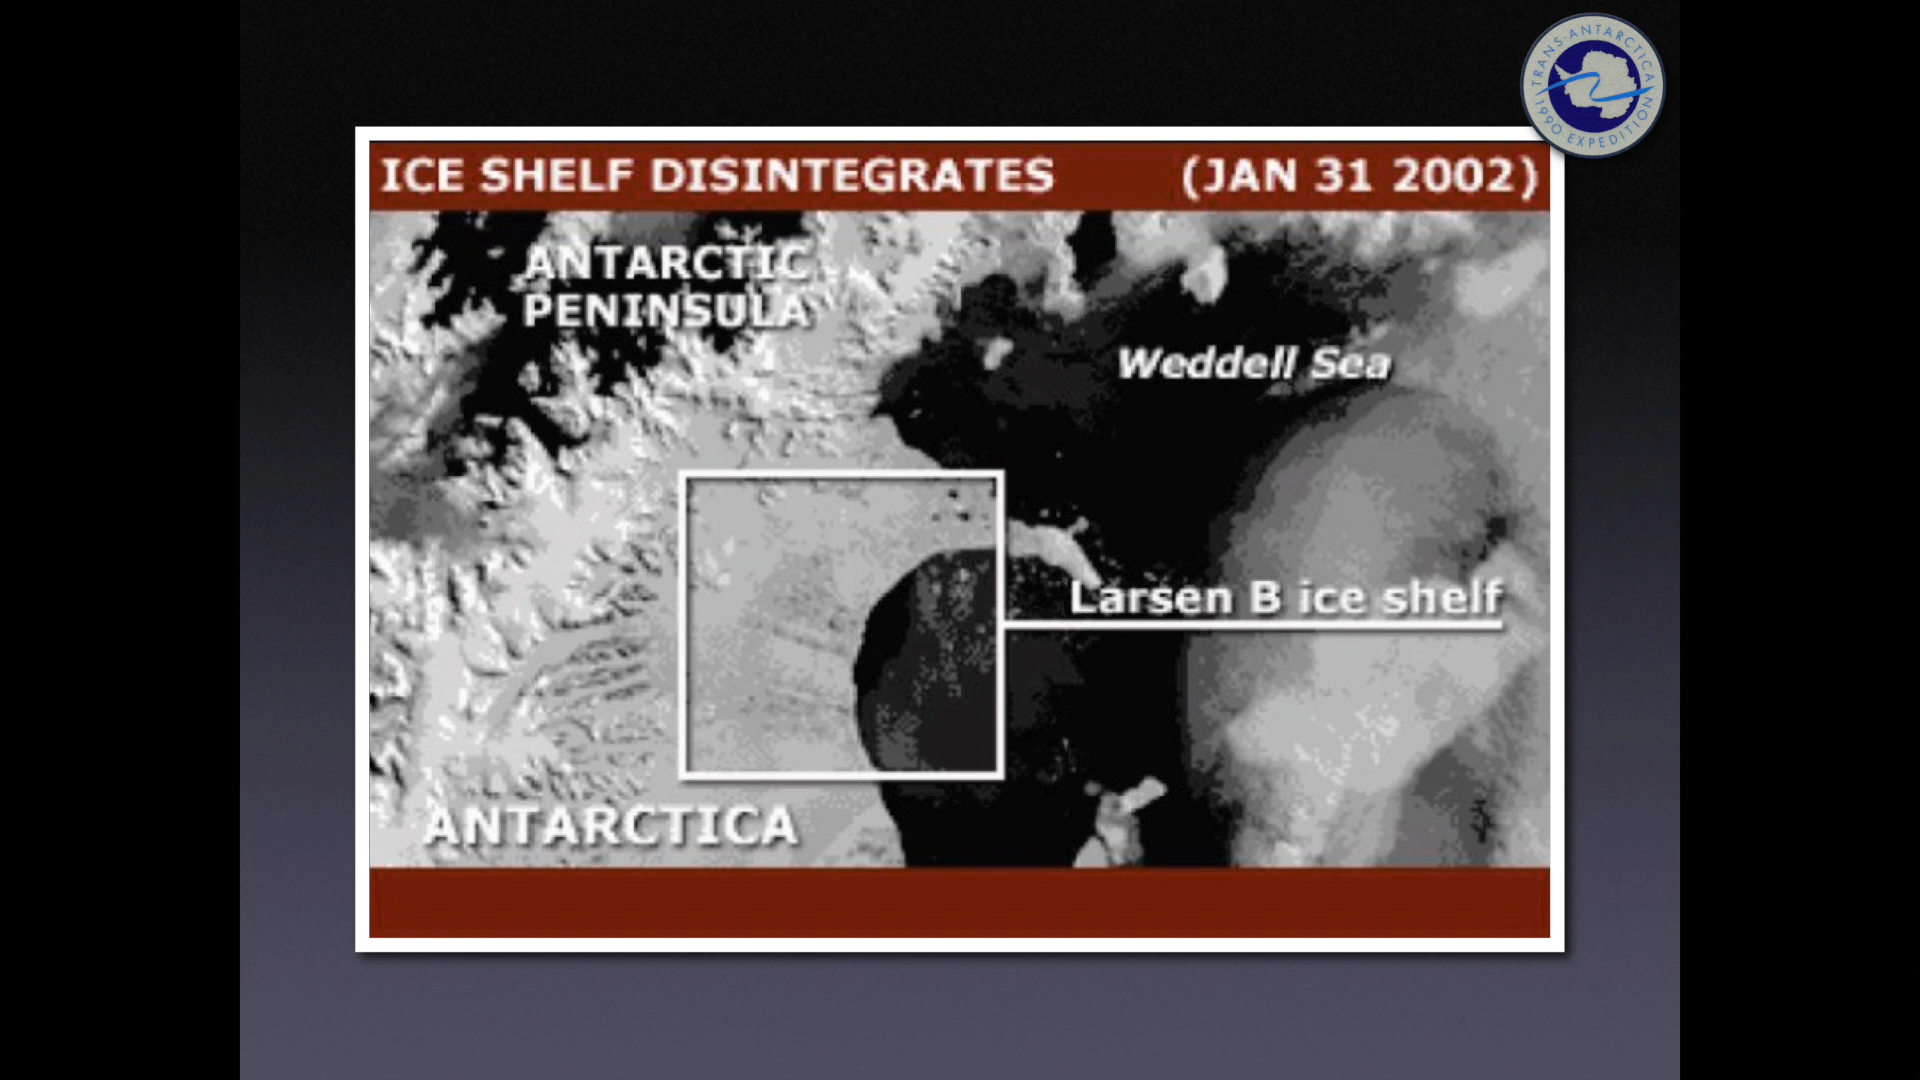 TRANS-ANTARCTICA
1990 EXPEDITION
ICE SHELF DISINTEGRATES (JAN 31 2002)
ANTARCTIC
PENINSULA
Weddell Sea
Larsen B ice shelf
ANTARCTICA